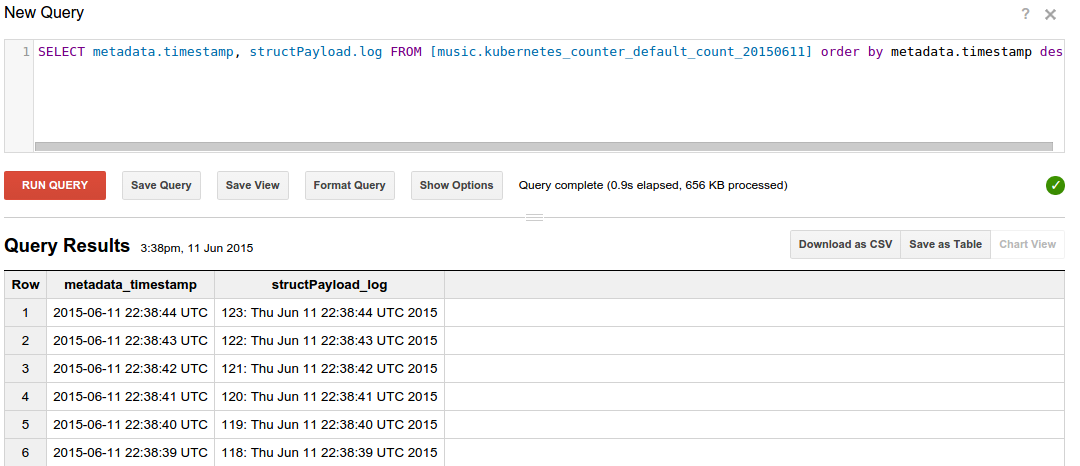 New Query
? ×
1 SELECT metadata.timestamp, structPayload.log FROM [music.kubernetes_counter_default_count_20150611] order by metadata.timestamp des
RUN QUERY Save Query Save View Format Query Show Options Query complete (0.9s elapsed, 656 KB processed)
Query Results 3:38pm, 11 Jun 2015 Download as CSV Save as Table Chart View
Row metadata_timestamp structPayload_log
1 2015-06-11 22:38:44 UTC 123: Thu Jun 11 22:38:44 UTC 2015
2 2015-06-11 22:38:43 UTC 122: Thu Jun 11 22:38:43 UTC 2015
3 2015-06-11 22:38:42 UTC 121: Thu Jun 11 22:38:42 UTC 2015
4 2015-06-11 22:38:41 UTC 120: Thu Jun 11 22:38:41 UTC 2015
5 2015-06-11 22:38:40 UTC 119: Thu Jun 11 22:38:40 UTC 2015
6 2015-06-11 22:38:39 UTC 118: Thu Jun 11 22:38:39 UTC 2015